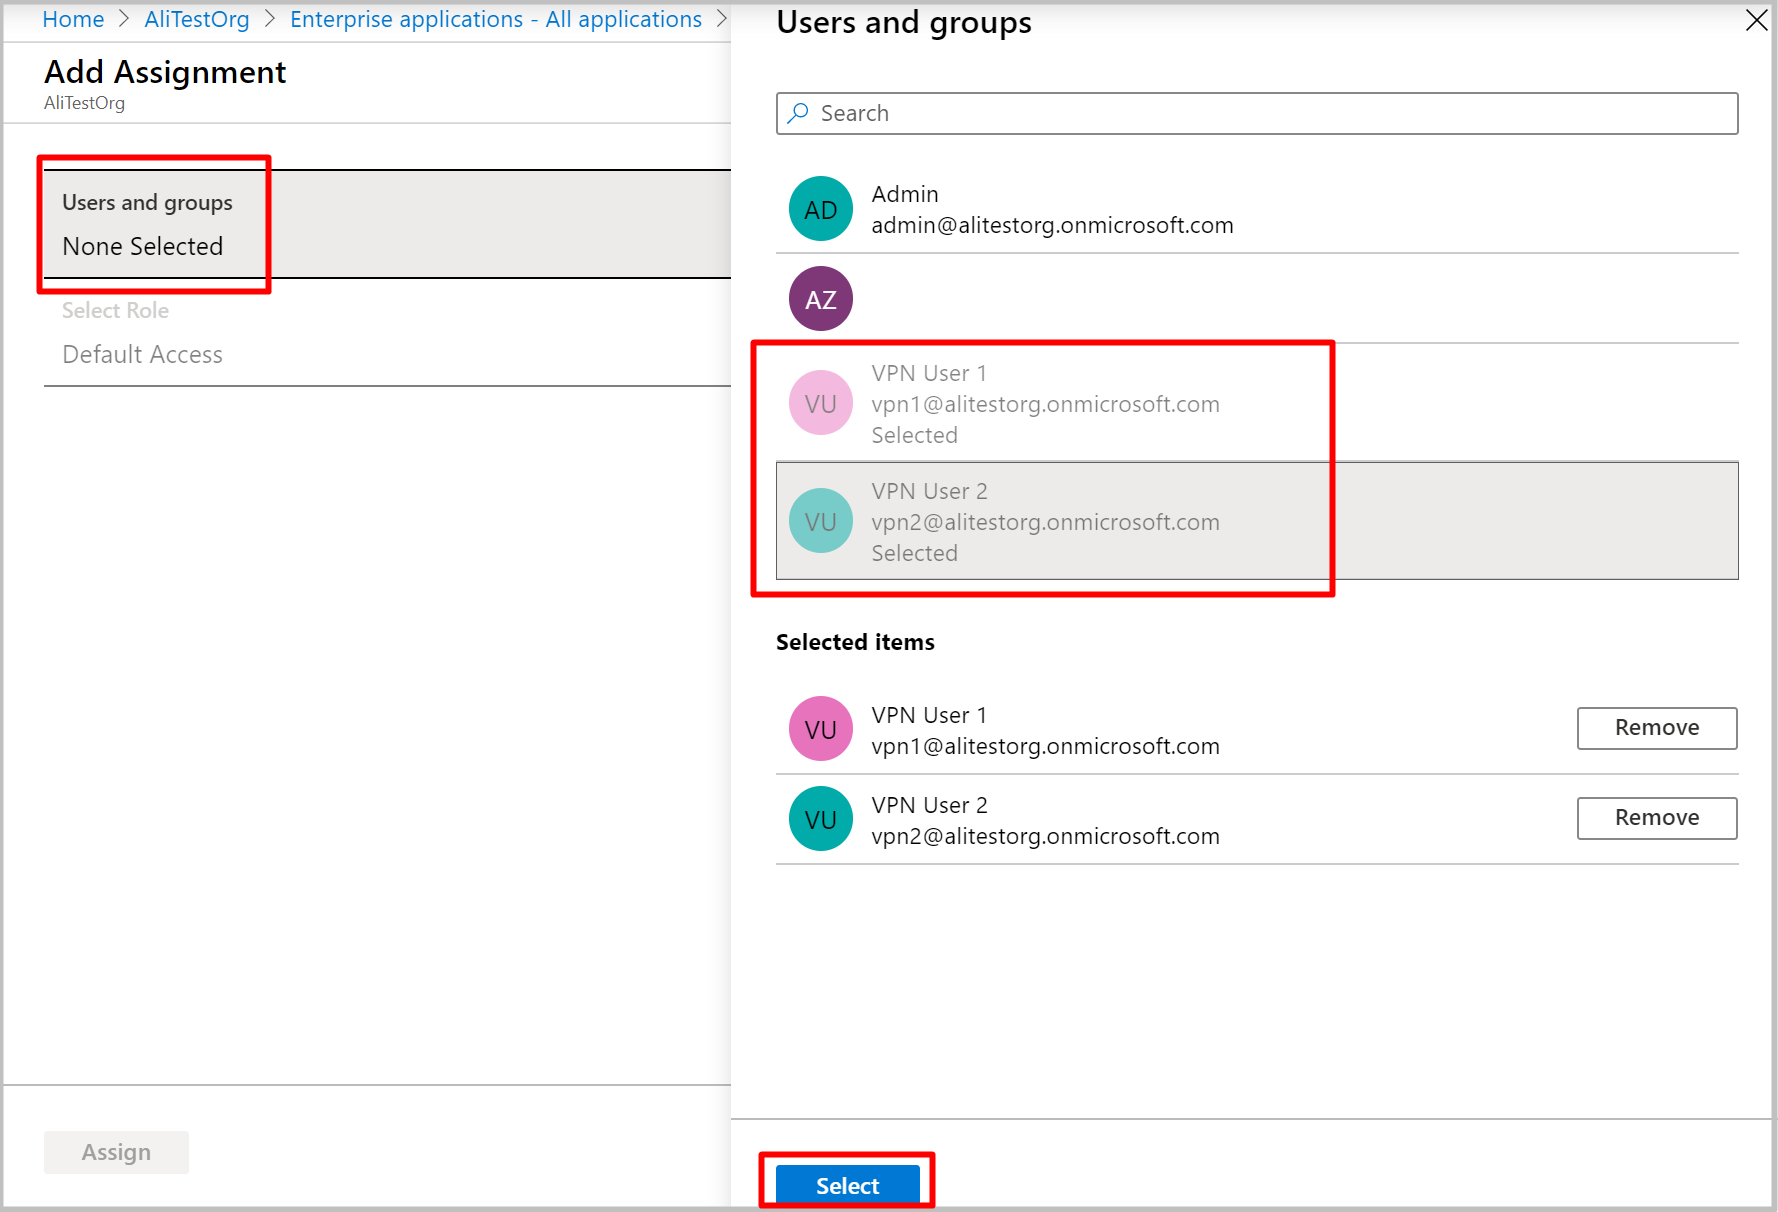 Home > AliTestOrg > Enterprise applications - All applications >
Add Assignment
AliTestOrg
Users and groups
None Selected
Select Role
Default Access
Assign
Users and groups
Search
AD
Admin
admin@alitestorg.onmicrosoft.com
AZ
VU
VPN User 1
vpn1@alitestorg.onmicrosoft.com
Selected
VU
VPN User 2
vpn2@alitestorg.onmicrosoft.com
Selected
Selected items
VU
VPN User 1
vpn1@alitestorg.onmicrosoft.com
Remove
VU
VPN User 2
vpn2@alitestorg.onmicrosoft.com
Remove
Select